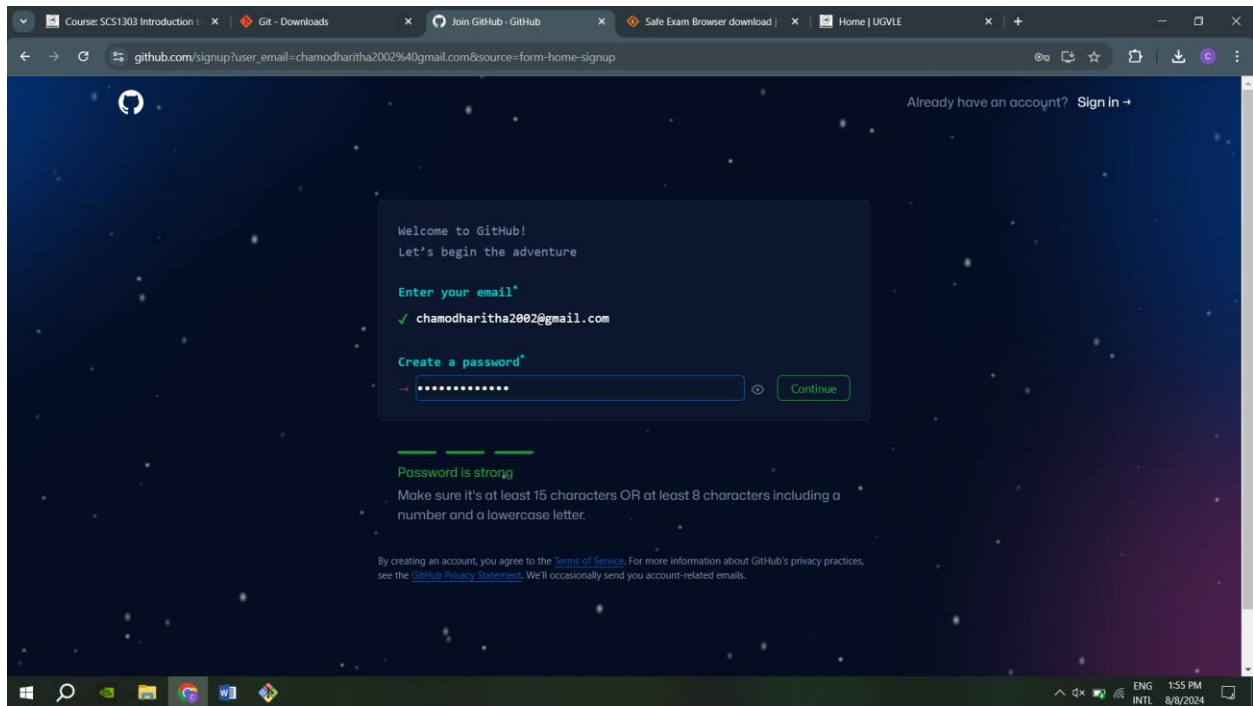 Course: SCS1303 Introduction t
Git - Downloads
Join GitHub · GitHub
Safe Exam Browser download |
Home | UGVLE
github.com/signup?user_email=chamodharitha2002%40gmail.com&source=form-home-signup
C
Already have an account? Sign in →
Welcome to GitHub!
Let's begin the adventure
Enter your email*
✓ chamodharitha2002@gmail.com
Create a password*
→ •••••••••••••
Continue
Password is strong
Make sure it's at least 15 characters OR at least 8 characters including a
number and a lowercase letter.
By creating an account, you agree to the Terms of Service. For more information about GitHub's privacy practices,
see the GitHub Privacy Statement. We'll occasionally send you account-related emails.
ENG 1:55 PM
INTL 8/8/2024